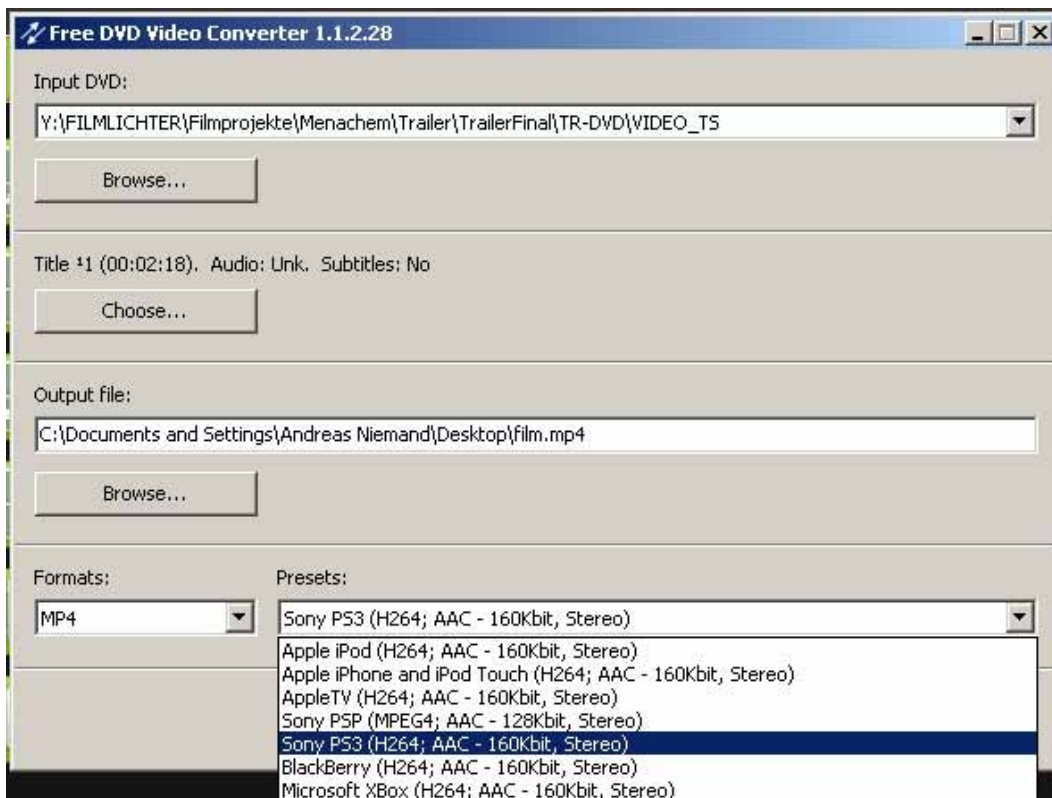 Free DVD Video Converter 1.1.2.28
Input DVD:
Y:\FILMLICHTER\Filmprojekte\Menachem\Trailer\TrailerFinal\TR-DVD\VIDEO_TS
Browse...
Title ¹1 (00:02:18). Audio: Unk. Subtitles: No
Choose...
Output file:
C:\Documents and Settings\Andreas Niemand\Desktop\film.mp4
Browse...
Formats: Presets:
MP4 Sony PS3 (H264; AAC - 160Kbit, Stereo)
Apple iPod (H264; AAC - 160Kbit, Stereo)
Apple iPhone and iPod Touch (H264; AAC - 160Kbit, Stereo)
AppleTV (H264; AAC - 160Kbit, Stereo)
Sony PSP (MPEG4; AAC - 128Kbit, Stereo)
Sony PS3 (H264; AAC - 160Kbit, Stereo)
BlackBerry (H264; AAC - 160Kbit, Stereo)
Microsoft XBox (H264; AAC - 160Kbit, Stereo)